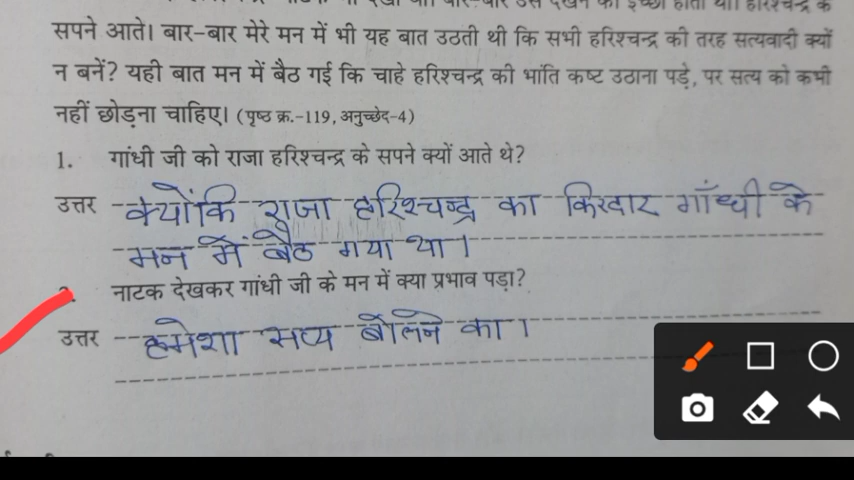 सपने आते। बार-बार मेरे मन में भी यह बात उठती थी कि सभी हरिश्चन्द्र की तरह सत्यवादी क्यों
न बनें? यही बात मन में बैठ गई कि चाहे हरिश्चन्द्र की भांति कष्ट उठाना पड़े, पर सत्य को कभी
नहीं छोड़ना चाहिए। (पृष्ठ क्र.-119, अनुच्छेद-4)
1. गांधी जी को राजा हरिश्चन्द्र के सपने क्यों आते थे?
उत्तर क्योंकि राजा हरिश्चन्द्र का किरदार गाँधी के
मन में बैठ गया था।
2. नाटक देखकर गांधी जी के मन में क्या प्रभाव पड़ा?
उत्तर हमेशा सत्य बोलने का।